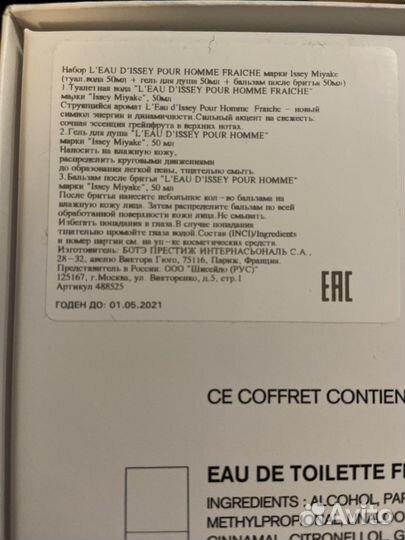 Набор L'EAU D'ISSEY POUR HOMME FRAICHE марки Issey Miyake
(туал.вода 50мл + гель для душа 50мл + бальзам после бритья 50мл)
1.Туалетная вода "L'EAU D'ISSEY POUR HOMME FRAICHE"
марки "Issey Miyake", 50мл
Струящийся аромат L'Eau d'Issey Pour Homme Fraiche - новый
символ энергии и динамичности.Сильный акцент на свежесть:
сочная эссенция грейпфрута в верхних нотах.
2.Гель для душа "L'EAU D'ISSEY POUR HOMME"
марки "Issey Miyake", 50 мл
Наносить на влажную кожу,
распределить круговыми движениями
до образования легкой пены, тщательно смыть.
3.Бальзам после бритья "L'EAU D'ISSEY POUR HOMME"
марки "Issey Miyake", 50 мл
После бритья нанесите небольшое кол-во бальзама на
влажную кожу лица. Затем распределите бальзам по всей
обработанной поверхности кожи лица. Не смывать.
Избегать попадания в глаза.В случае попадания
тщательно промойте глаза водой.Состав (INCI)/Ingredients
и номер партии см. на уп-ке косметических средств.
Изготовитель: БОТЭ ПРЕСТИЖ ИНТЕРНАСЬОНАЛЬ С.А.,
28-32, авеню Виктора Гюго, 75116, Париж, Франция.
Представитель в России: ООО "Шисейдо (РУС)"
125167, г.Москва, ул. Викторенко, д.5, стр.1
Артикул 488525
EAC
ГОДЕН ДО: 01.05.2021
CE COFFRET CONTIEN
EAU DE TOILETTE F
INGREDIENTS : ALCOHOL, PAR
METHYLPROPIONAL, LINALOO
CINNAMAL, CITRONELLOL, G
Avito